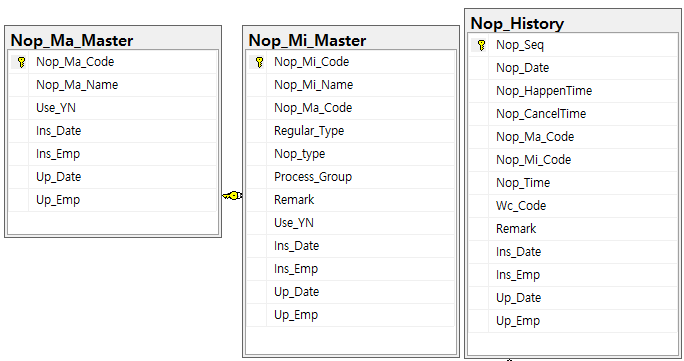 Nop_Ma_Master
Nop_Ma_Code
Nop_Ma_Name
Use_YN
Ins_Date
Ins_Emp
Up_Date
Up_Emp
Nop_Mi_Master
Nop_Mi_Code
Nop_Mi_Name
Nop_Ma_Code
Regular_Type
Nop_type
Process_Group
Remark
Use_YN
Ins_Date
Ins_Emp
Up_Date
Up_Emp
Nop_History
Nop_Seq
Nop_Date
Nop_HappenTime
Nop_CancelTime
Nop_Ma_Code
Nop_Mi_Code
Nop_Time
Wc_Code
Remark
Ins_Date
Ins_Emp
Up_Date
Up_Emp